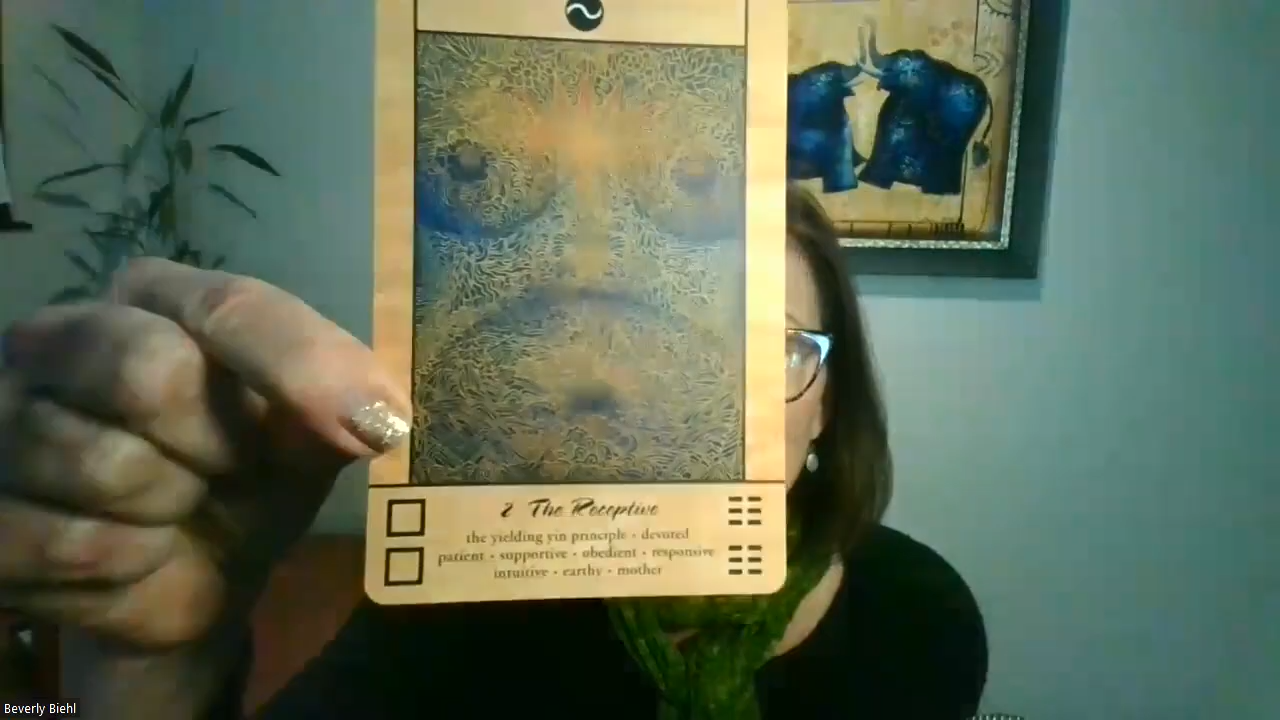 2 The Receptive
the yielding yin principle • devoted
patient • supportive • obedient • responsive
intuitive • earthy • mother
Beverly Biehl